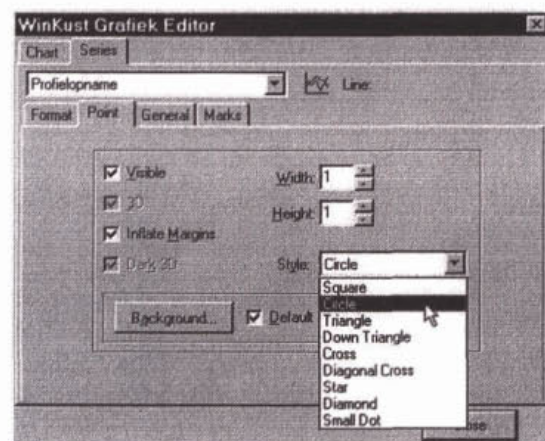 WinKust Grafiek Editor
Chart Series
Profielopname Line:
Format Point General Marks
Visible Width: 1
3D Height: 1
Inflate Margins
Dark 3D Style: Circle
Square
Circle
Background... Default Triangle
Down Triangle
Cross
Diagonal Cross
Star
Diamond
Small Dot